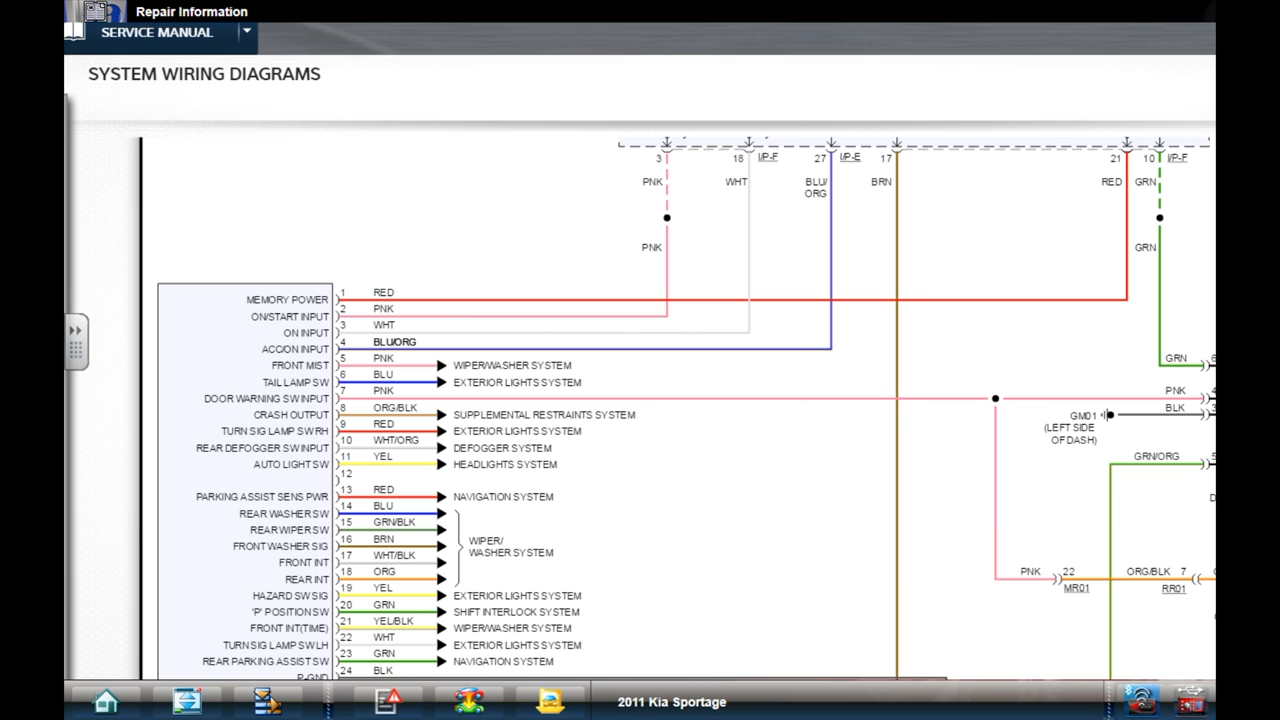 Repair Information
SERVICE MANUAL
SYSTEM WIRING DIAGRAMS
3 18 I/P-F 27 I/P-E 17 21 10 I/P-F
PNK WHT BLU/ BRN RED GRN
ORG
PNK GRN
MEMORY POWER 1 RED
ON/START INPUT 2 PNK
ON INPUT 3 WHT
ACC/ON INPUT 4 BLU/ORG
FRONT MIST 5 PNK WIPER/WASHER SYSTEM GRN 6
TAIL LAMP SW 6 BLU EXTERIOR LIGHTS SYSTEM
DOOR WARNING SW INPUT 7 PNK PNK 4
CRASH OUTPUT 8 ORG/BLK SUPPLEMENTAL RESTRAINTS SYSTEM GM01 BLK 3
(LEFT SIDE
OF DASH)
TURN SIG LAMP SW RH 9 RED EXTERIOR LIGHTS SYSTEM
REAR DEFOGGER SW INPUT 10 WHT/ORG DEFOGGER SYSTEM
AUTO LIGHT SW 11 YEL HEADLIGHTS SYSTEM GRN/ORG 5
12
PARKING ASSIST SENS PWR 13 RED NAVIGATION SYSTEM D
REAR WASHER SW 14 BLU
REAR WIPER SW 15 GRN/BLK
FRONT WASHER SIG 16 BRN WIPER/
WASHER SYSTEM
FRONT INT 17 WHT/BLK
REAR INT 18 ORG PNK 22 ORG/BLK 7
MR01 RR01
HAZARD SW SIG 19 YEL EXTERIOR LIGHTS SYSTEM
'P' POSITION SW 20 GRN SHIFT INTERLOCK SYSTEM
FRONT INT(TIME) 21 YEL/BLK WIPER/WASHER SYSTEM
TURN SIG LAMP SW LH 22 WHT EXTERIOR LIGHTS SYSTEM
REAR PARKING ASSIST SW 23 GRN NAVIGATION SYSTEM
P-GND 24 BLK
2011 Kia Sportage